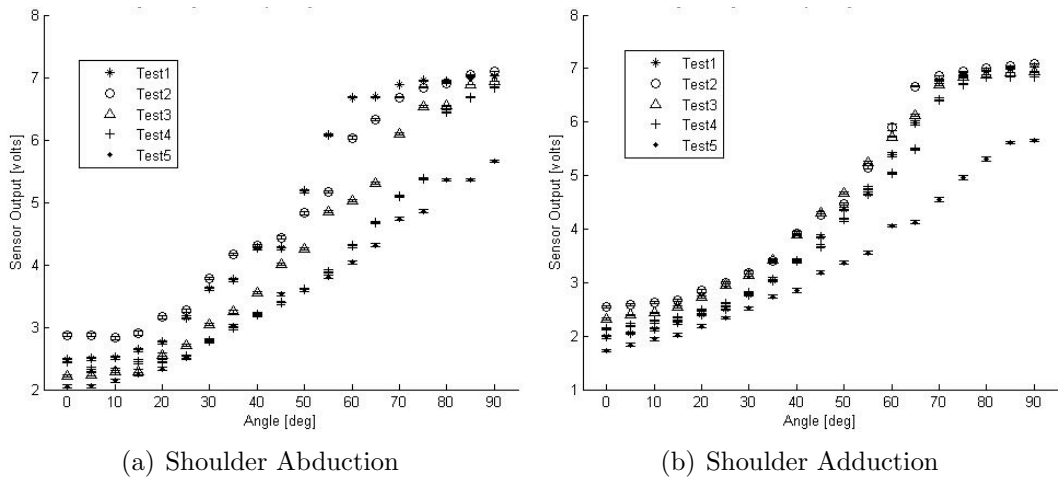 8
7
6
5
4
3
2
Sensor Output [volts]
Test1
Test2
Test3
Test4
Test5
0 10 20 30 40 50 60 70 80 90
Angle [deg]
(a) Shoulder Abduction
8
7
6
5
4
3
2
1
Sensor Output [volts]
Test1
Test2
Test3
Test4
Test5
0 10 20 30 40 50 60 70 80 90
Angle [deg]
(b) Shoulder Adduction